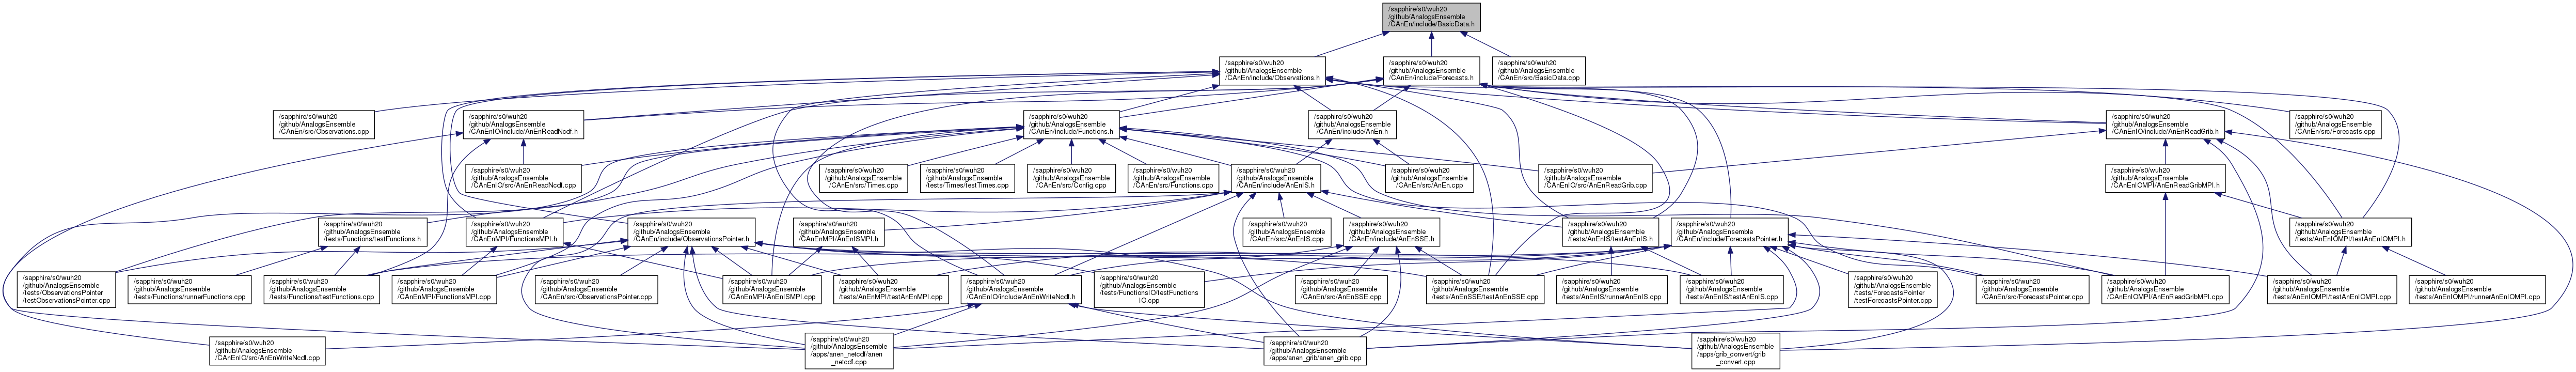 /sapphire/s0/wuh20
/github/AnalogsEnsemble
/CAnEn/include/BasicData.h
/sapphire/s0/wuh20
/github/AnalogsEnsemble
/CAnEn/include/Observations.h
/sapphire/s0/wuh20
/github/AnalogsEnsemble
/CAnEn/include/Forecasts.h
/sapphire/s0/wuh20
/github/AnalogsEnsemble
/CAnEn/src/BasicData.cpp
/sapphire/s0/wuh20
/github/AnalogsEnsemble
/CAnEn/src/Observations.cpp
/sapphire/s0/wuh20
/github/AnalogsEnsemble
/CAnEnIO/include/AnEnReadNcdf.h
/sapphire/s0/wuh20
/github/AnalogsEnsemble
/CAnEn/include/Functions.h
/sapphire/s0/wuh20
/github/AnalogsEnsemble
/CAnEn/include/AnEn.h
/sapphire/s0/wuh20
/github/AnalogsEnsemble
/CAnEnIO/include/AnEnReadGrib.h
/sapphire/s0/wuh20
/github/AnalogsEnsemble
/CAnEn/src/Forecasts.cpp
/sapphire/s0/wuh20
/github/AnalogsEnsemble
/CAnEnIO/src/AnEnReadNcdf.cpp
/sapphire/s0/wuh20
/github/AnalogsEnsemble
/CAnEn/src/Times.cpp
/sapphire/s0/wuh20
/github/AnalogsEnsemble
/tests/Times/testTimes.cpp
/sapphire/s0/wuh20
/github/AnalogsEnsemble
/CAnEn/src/Config.cpp
/sapphire/s0/wuh20
/github/AnalogsEnsemble
/CAnEn/src/Functions.cpp
/sapphire/s0/wuh20
/github/AnalogsEnsemble
/CAnEn/include/AnEnIS.h
/sapphire/s0/wuh20
/github/AnalogsEnsemble
/CAnEn/src/AnEn.cpp
/sapphire/s0/wuh20
/github/AnalogsEnsemble
/CAnEnIO/src/AnEnReadGrib.cpp
/sapphire/s0/wuh20
/github/AnalogsEnsemble
/CAnEnIOMPI/AnEnReadGribMPI.h
/sapphire/s0/wuh20
/github/AnalogsEnsemble
/tests/Functions/testFunctions.h
/sapphire/s0/wuh20
/github/AnalogsEnsemble
/CAnEnMPI/FunctionsMPI.h
/sapphire/s0/wuh20
/github/AnalogsEnsemble
/CAnEn/include/ObservationsPointer.h
/sapphire/s0/wuh20
/github/AnalogsEnsemble
/CAnEnMPI/AnEnISMPI.h
/sapphire/s0/wuh20
/github/AnalogsEnsemble
/CAnEn/src/AnEnIS.cpp
/sapphire/s0/wuh20
/github/AnalogsEnsemble
/CAnEn/include/AnEnSSE.h
/sapphire/s0/wuh20
/github/AnalogsEnsemble
/tests/AnEnIS/testAnEnIS.h
/sapphire/s0/wuh20
/github/AnalogsEnsemble
/CAnEn/include/ForecastsPointer.h
/sapphire/s0/wuh20
/github/AnalogsEnsemble
/tests/AnEnIOMPI/testAnEnIOMPI.h
/sapphire/s0/wuh20
/github/AnalogsEnsemble
/tests/ObservationsPointer
/testObservationsPointer.cpp
/sapphire/s0/wuh20
/github/AnalogsEnsemble
/tests/Functions/runnerFunctions.cpp
/sapphire/s0/wuh20
/github/AnalogsEnsemble
/tests/Functions/testFunctions.cpp
/sapphire/s0/wuh20
/github/AnalogsEnsemble
/CAnEnMPI/FunctionsMPI.cpp
/sapphire/s0/wuh20
/github/AnalogsEnsemble
/CAnEn/src/ObservationsPointer.cpp
/sapphire/s0/wuh20
/github/AnalogsEnsemble
/CAnEnMPI/AnEnISMPI.cpp
/sapphire/s0/wuh20
/github/AnalogsEnsemble
/tests/AnEnMPI/testAnEnMPI.cpp
/sapphire/s0/wuh20
/github/AnalogsEnsemble
/CAnEnIO/include/AnEnWriteNcdf.h
/sapphire/s0/wuh20
/github/AnalogsEnsemble
/tests/FunctionsIO/testFunctions
IO.cpp
/sapphire/s0/wuh20
/github/AnalogsEnsemble
/CAnEn/src/AnEnSSE.cpp
/sapphire/s0/wuh20
/github/AnalogsEnsemble
/tests/AnEnSSE/testAnEnSSE.cpp
/sapphire/s0/wuh20
/github/AnalogsEnsemble
/tests/AnEnIS/runnerAnEnIS.cpp
/sapphire/s0/wuh20
/github/AnalogsEnsemble
/tests/AnEnIS/testAnEnIS.cpp
/sapphire/s0/wuh20
/github/AnalogsEnsemble
/tests/ForecastsPointer
/testForecastsPointer.cpp
/sapphire/s0/wuh20
/github/AnalogsEnsemble
/CAnEn/src/ForecastsPointer.cpp
/sapphire/s0/wuh20
/github/AnalogsEnsemble
/CAnEnIOMPI/AnEnReadGribMPI.cpp
/sapphire/s0/wuh20
/github/AnalogsEnsemble
/tests/AnEnIOMPI/testAnEnIOMPI.cpp
/sapphire/s0/wuh20
/github/AnalogsEnsemble
/tests/AnEnIOMPI/runnerAnEnIOMPI.cpp
/sapphire/s0/wuh20
/github/AnalogsEnsemble
/CAnEnIO/src/AnEnWriteNcdf.cpp
/sapphire/s0/wuh20
/github/AnalogsEnsemble
/apps/anen_netcdf/anen
_netcdf.cpp
/sapphire/s0/wuh20
/github/AnalogsEnsemble
/apps/anen_grib/anen_grib.cpp
/sapphire/s0/wuh20
/github/AnalogsEnsemble
/apps/grib_convert/grib
_convert.cpp